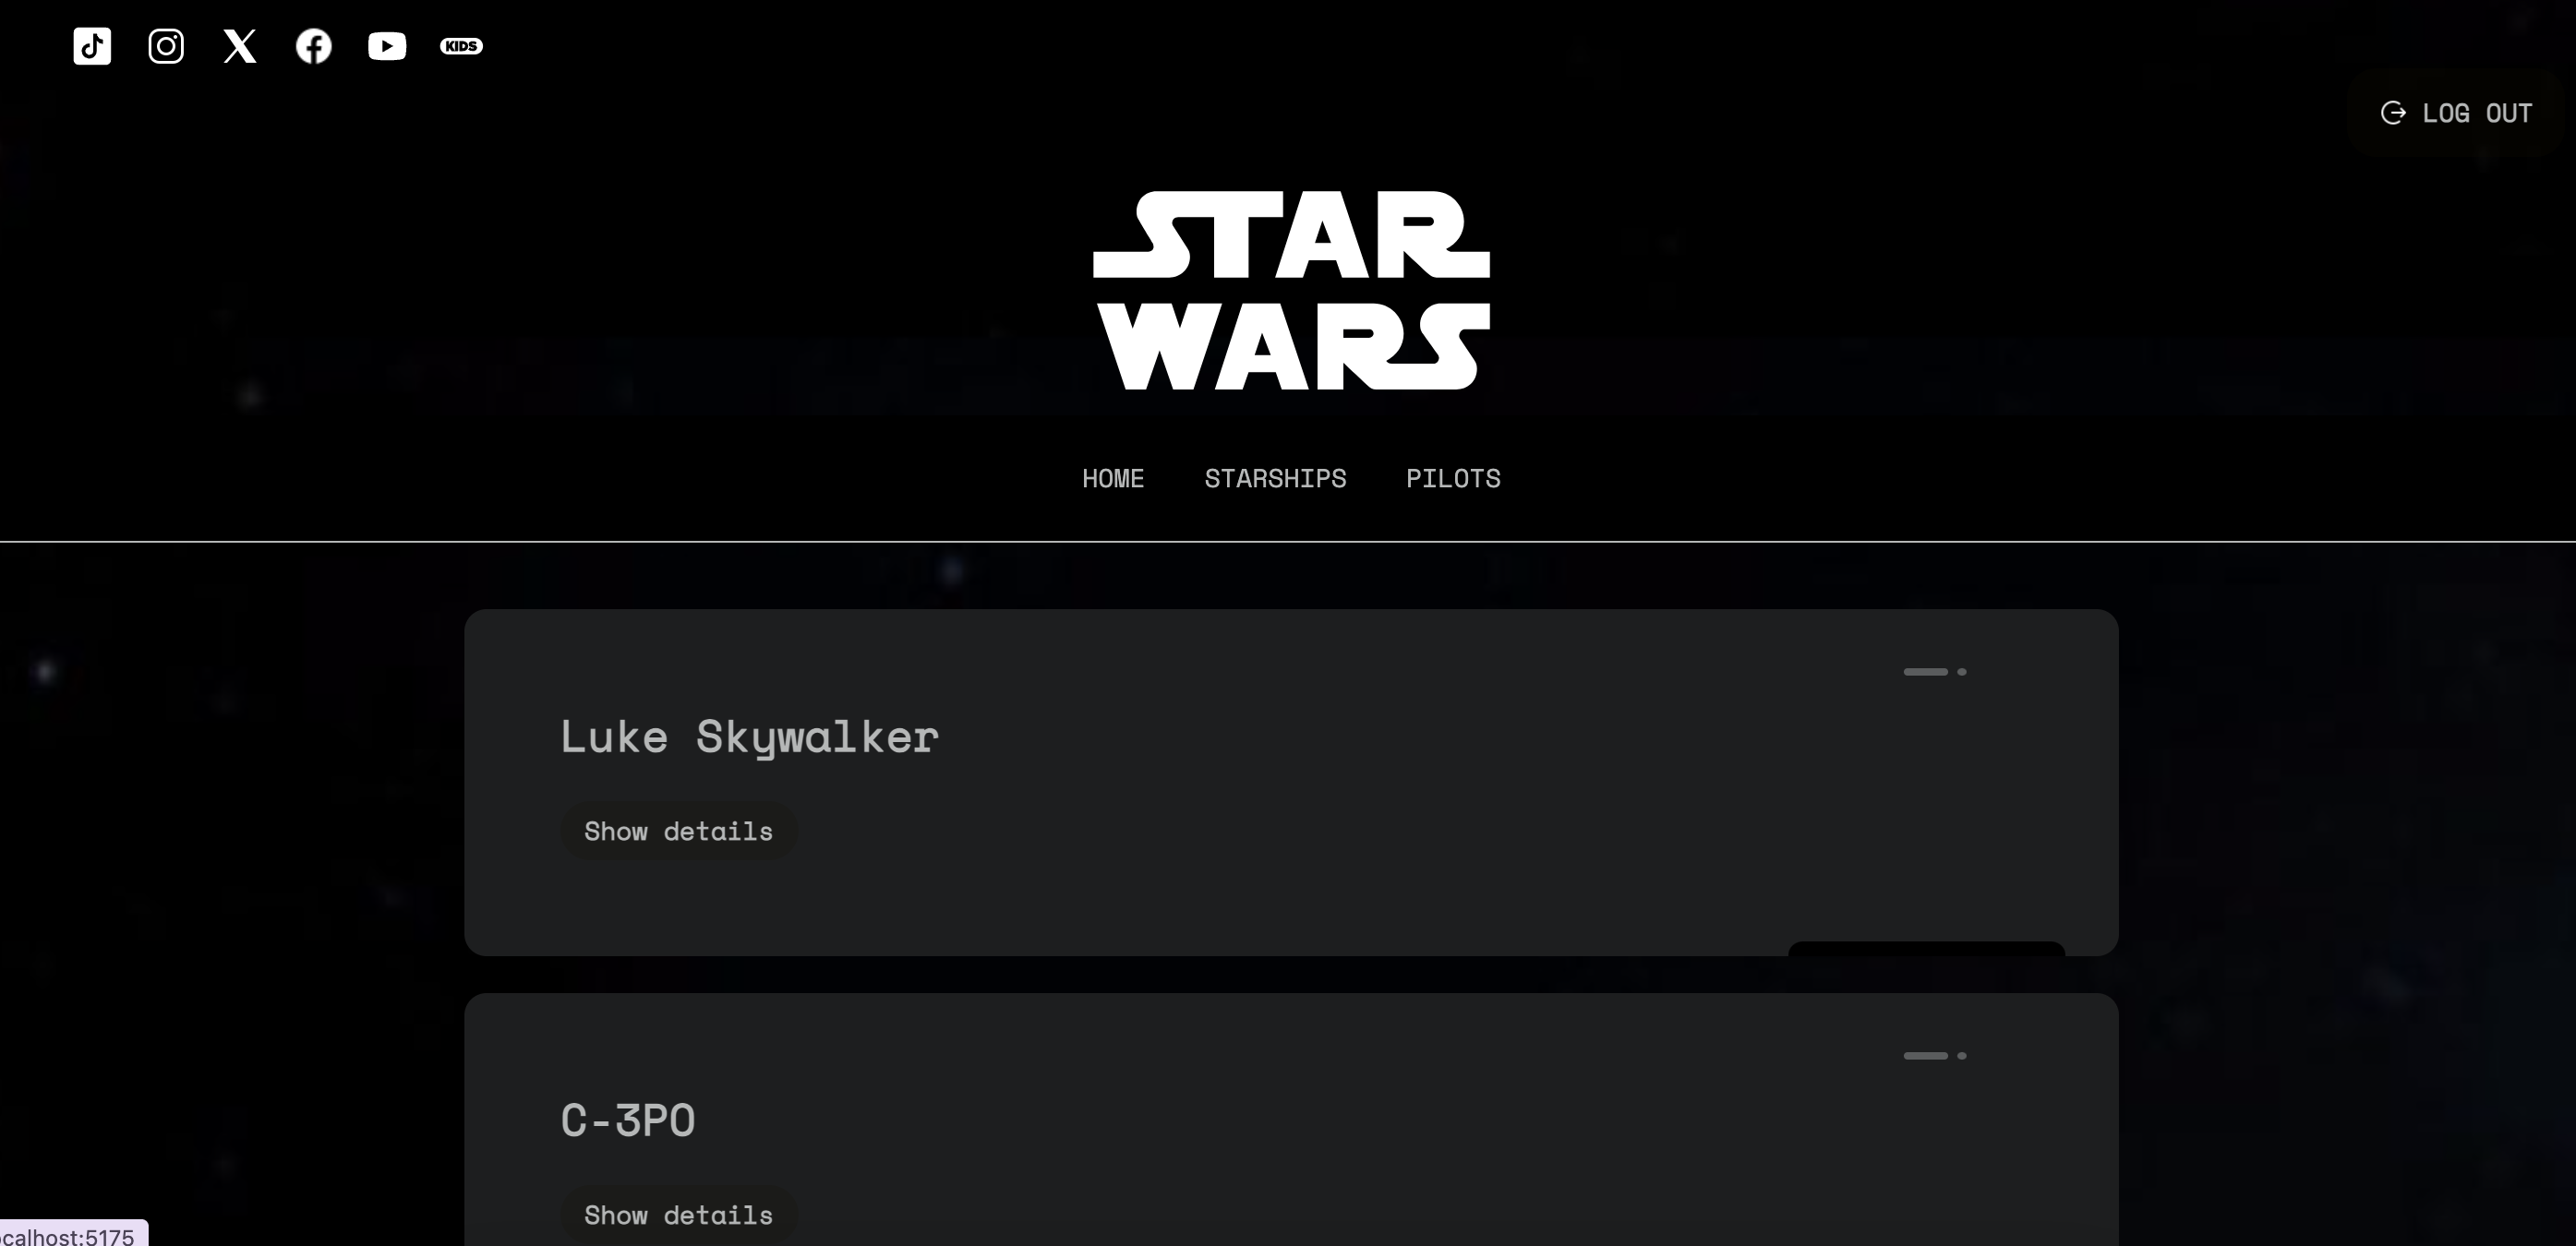 KIDS
LOG OUT
STAR
WARS
HOME STARSHIPS PILOTS
Luke Skywalker
Show details
C-3PO
Show details
calhost:5175